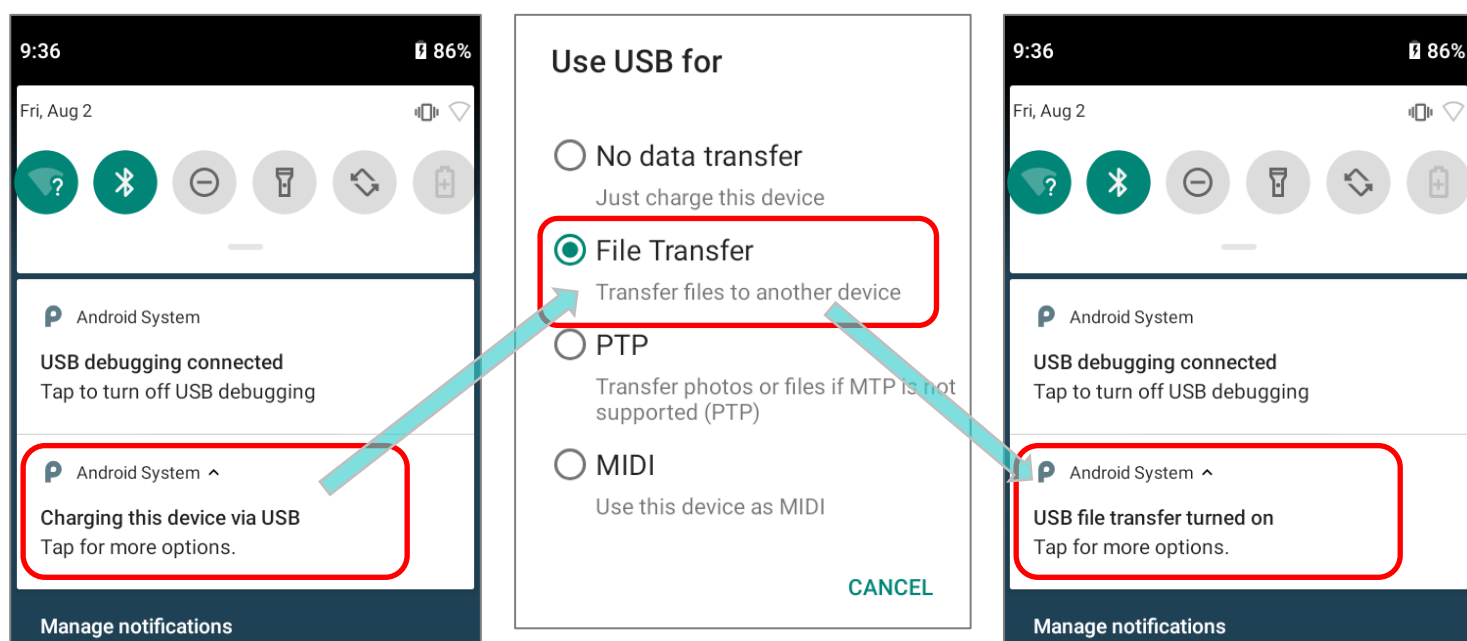 9:36
86%
Fri, Aug 2
?
Android System
USB debugging connected
Tap to turn off USB debugging
Android System
Charging this device via USB
Tap for more options.
Manage notifications
Use USB for
No data transfer
Just charge this device
File Transfer
Transfer files to another device
PTP
Transfer photos or files if MTP is not
supported (PTP)
MIDI
Use this device as MIDI
CANCEL
9:36
86%
Fri, Aug 2
?
Android System
USB debugging connected
Tap to turn off USB debugging
Android System
USB file transfer turned on
Tap for more options.
Manage notifications